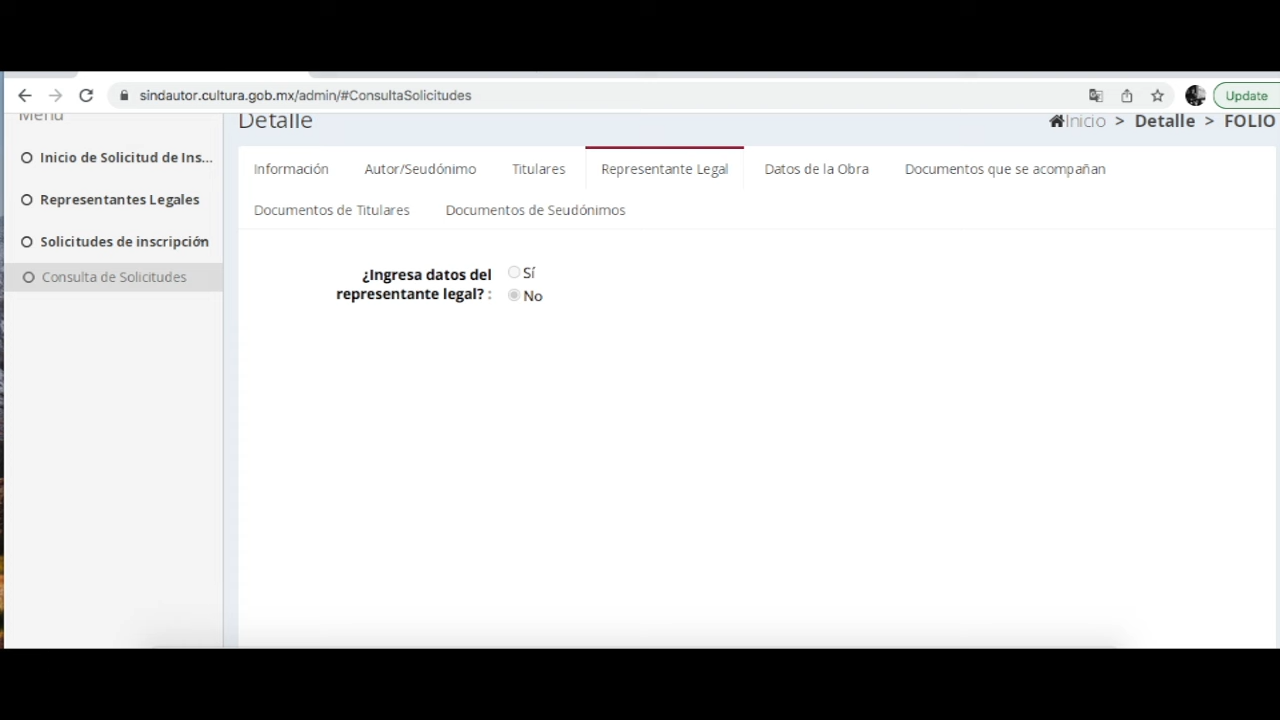 sindautor.cultura.gob.mx/admin/#ConsultaSolicitudes
Update
Menú
Inicio de Solicitud de Ins...
Representantes Legales
Solicitudes de inscripción
Consulta de Solicitudes
Detalle
Inicio > Detalle > FOLIO
Información Autor/Seudónimo Titulares Representante Legal Datos de la Obra Documentos que se acompañan
Documentos de Titulares Documentos de Seudónimos
¿Ingresa datos del
representante legal? :
Sí
No